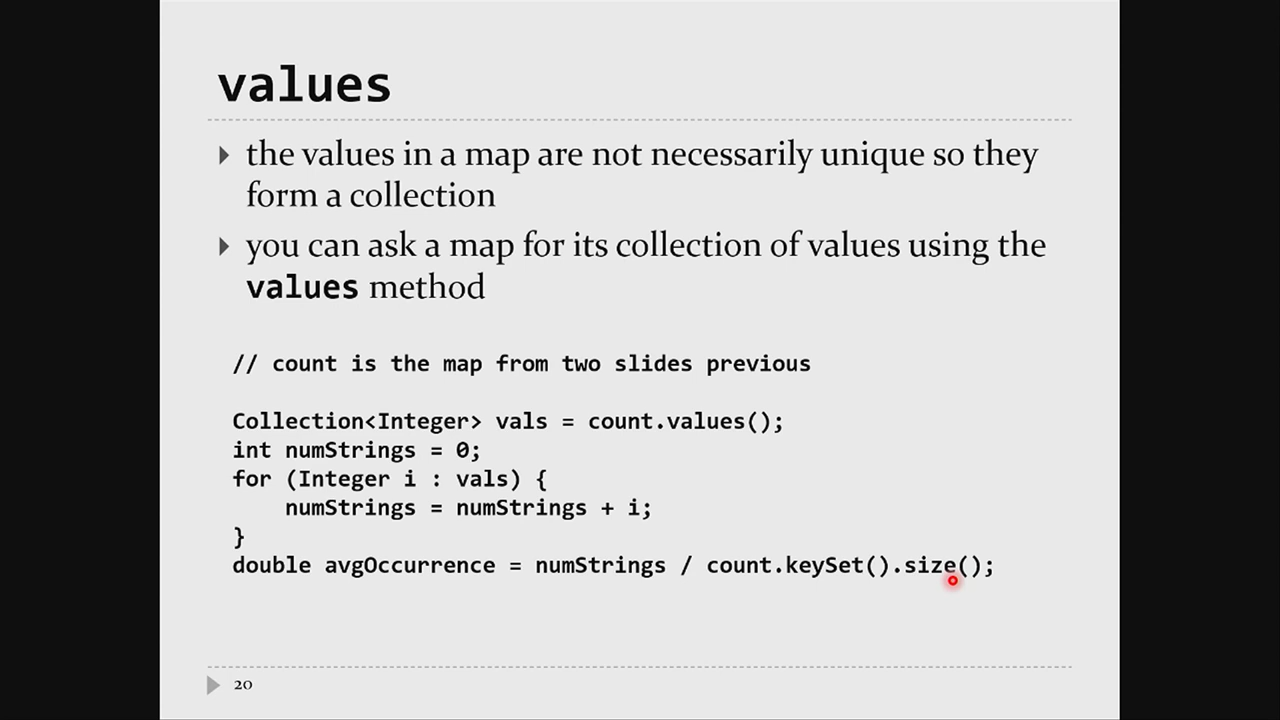 values
the values in a map are not necessarily unique so they
form a collection
you can ask a map for its collection of values using the
values method
// count is the map from two slides previous
Collection<Integer> vals = count.values();
int numStrings = 0;
for (Integer i : vals) {
    numStrings = numStrings + i;
}
double avgOccurrence = numStrings / count.keySet().size();
20